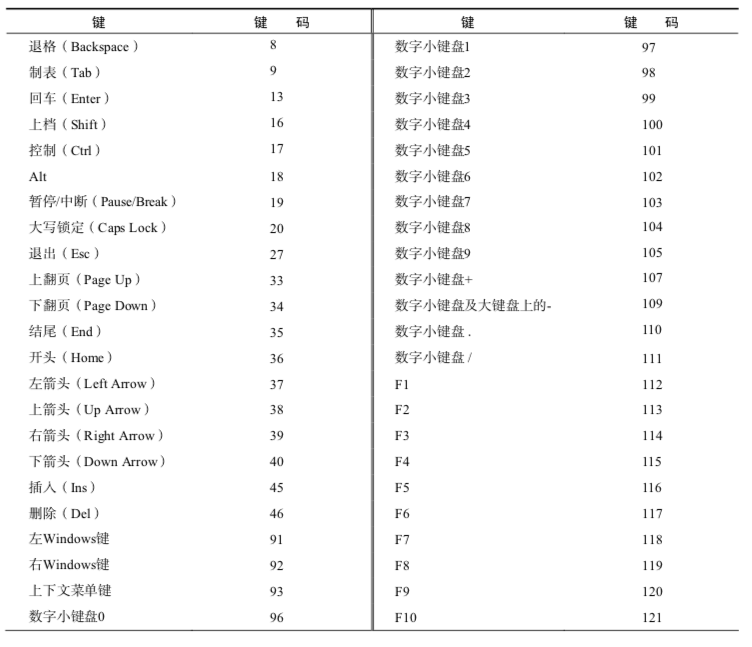 键 键 码 键 键 码
退格（Backspace） 8 数字小键盘1 97
制表（Tab） 9 数字小键盘2 98
回车（Enter） 13 数字小键盘3 99
上档（Shift） 16 数字小键盘4 100
控制（Ctrl） 17 数字小键盘5 101
Alt 18 数字小键盘6 102
暂停/中断（Pause/Break） 19 数字小键盘7 103
大写锁定（Caps Lock） 20 数字小键盘8 104
退出（Esc） 27 数字小键盘9 105
上翻页（Page Up） 33 数字小键盘+ 107
下翻页（Page Down） 34 数字小键盘及大键盘上的- 109
结尾（End） 35 数字小键盘 . 110
开头（Home） 36 数字小键盘 / 111
左箭头（Left Arrow） 37 F1 112
上箭头（Up Arrow） 38 F2 113
右箭头（Right Arrow） 39 F3 114
下箭头（Down Arrow） 40 F4 115
插入（Ins） 45 F5 116
删除（Del） 46 F6 117
左Windows键 91 F7 118
右Windows键 92 F8 119
上下文菜单键 93 F9 120
数字小键盘0 96 F10 121